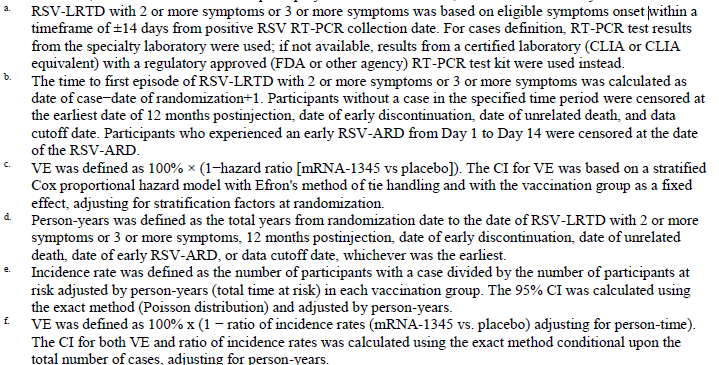 a. RSV-LRTD with 2 or more symptoms or 3 or more symptoms was based on eligible symptoms onset within a
timeframe of ±14 days from positive RSV RT-PCR collection date. For cases definition, RT-PCR test results
from the specialty laboratory were used; if not available, results from a certified laboratory (CLIA or CLIA
equivalent) with a regulatory approved (FDA or other agency) RT-PCR test kit were used instead.
b. The time to first episode of RSV-LRTD with 2 or more symptoms or 3 or more symptoms was calculated as
date of case−date of randomization+1. Participants without a case in the specified time period were censored at
the earliest date of 12 months postinjection, date of early discontinuation, date of unrelated death, and data
cutoff date. Participants who experienced an early RSV-ARD from Day 1 to Day 14 were censored at the date
of the RSV-ARD.
c. VE was defined as 100% × (1−hazard ratio [mRNA-1345 vs placebo]). The CI for VE was based on a stratified
Cox proportional hazard model with Efron's method of tie handling and with the vaccination group as a fixed
effect, adjusting for stratification factors at randomization.
d. Person-years was defined as the total years from randomization date to the date of RSV-LRTD with 2 or more
symptoms or 3 or more symptoms, 12 months postinjection, date of early discontinuation, date of unrelated
death, date of early RSV-ARD, or data cutoff date, whichever was the earliest.
e. Incidence rate was defined as the number of participants with a case divided by the number of participants at
risk adjusted by person-years (total time at risk) in each vaccination group. The 95% CI was calculated using
the exact method (Poisson distribution) and adjusted by person-years.
f. VE was defined as 100% x (1 − ratio of incidence rates (mRNA-1345 vs. placebo) adjusting for person-time).
The CI for both VE and ratio of incidence rates was calculated using the exact method conditional upon the
total number of cases, adjusting for person-years.